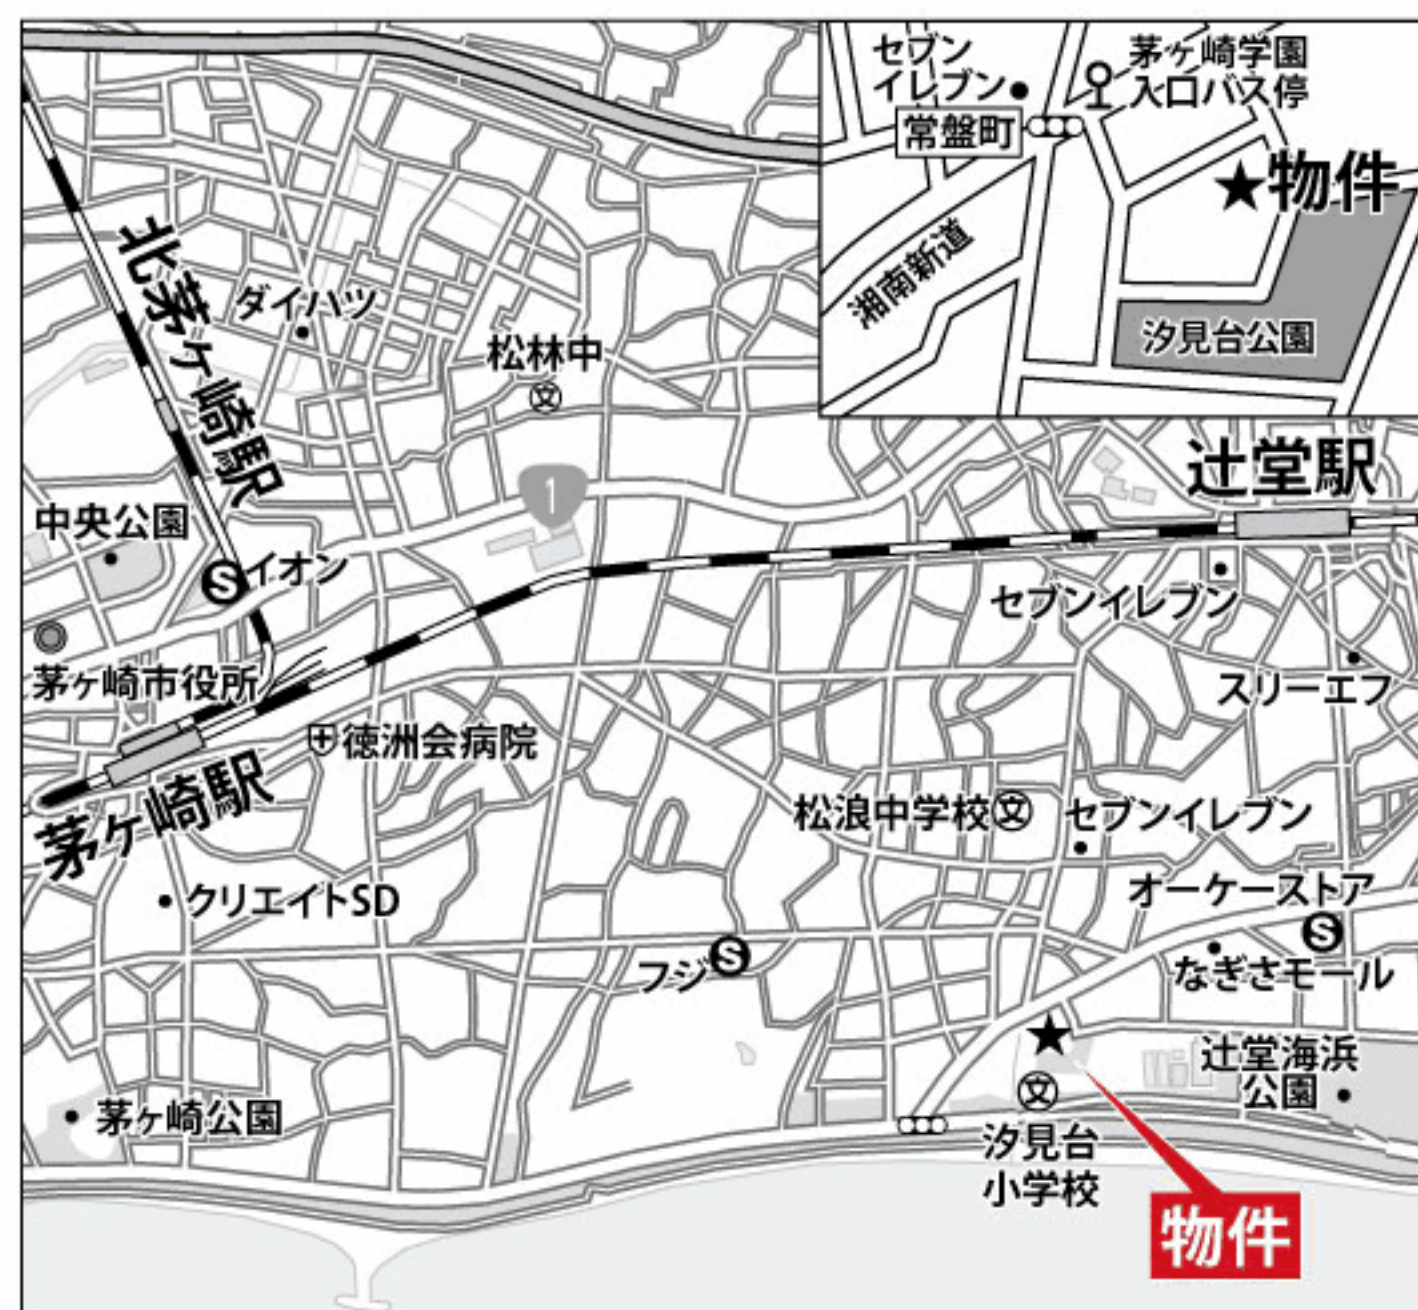 セブン
イレブン
茅ヶ崎学園
入口バス停
常盤町
★物件
湘南新道
汐見台公園
北茅ヶ崎駅
ダイハツ
松林中
文
1
辻堂駅
中央公園
S イオン
セブンイレブン
茅ヶ崎市役所
スリーエフ
徳洲会病院
茅ヶ崎駅
松浪中学校 文
セブンイレブン
クリエイトSD
オーケーストア
S
フジ S
なぎさモール
★
辻堂海浜
公園
文
茅ヶ崎公園
汐見台
小学校
物件